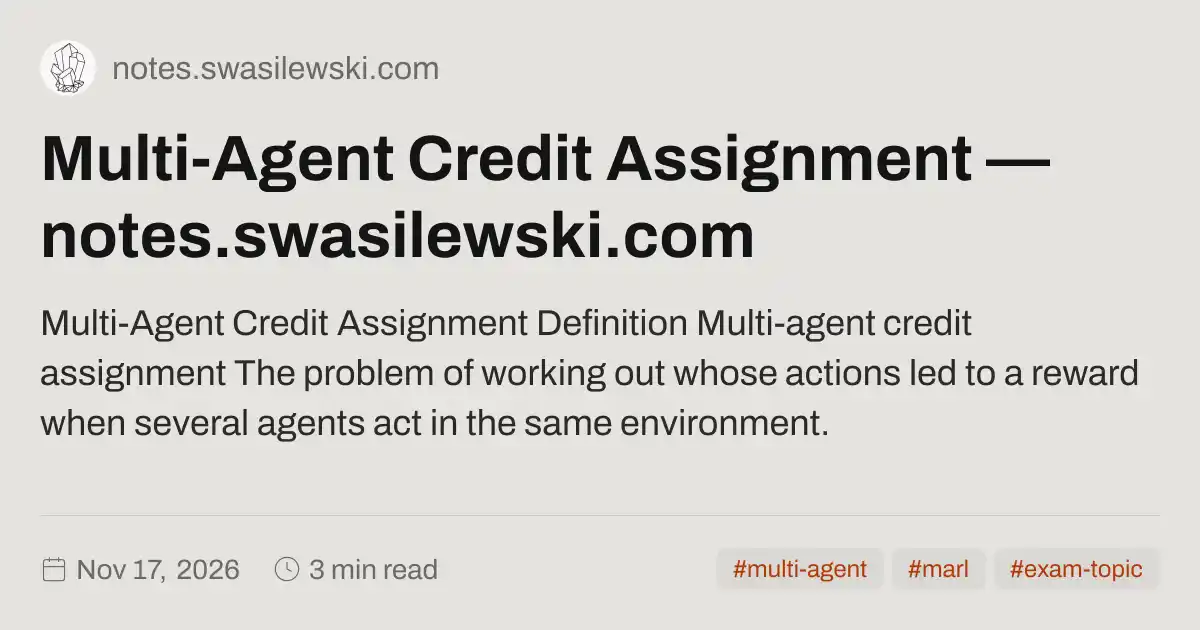 notes.swasilewski.com
Multi-Agent Credit Assignment —
notes.swasilewski.com
Multi-Agent Credit Assignment Definition Multi-agent credit
assignment The problem of working out whose actions led to a reward
when several agents act in the same environment.
Nov 17, 2026
3 min read
#multi-agent
#marl
#exam-topic